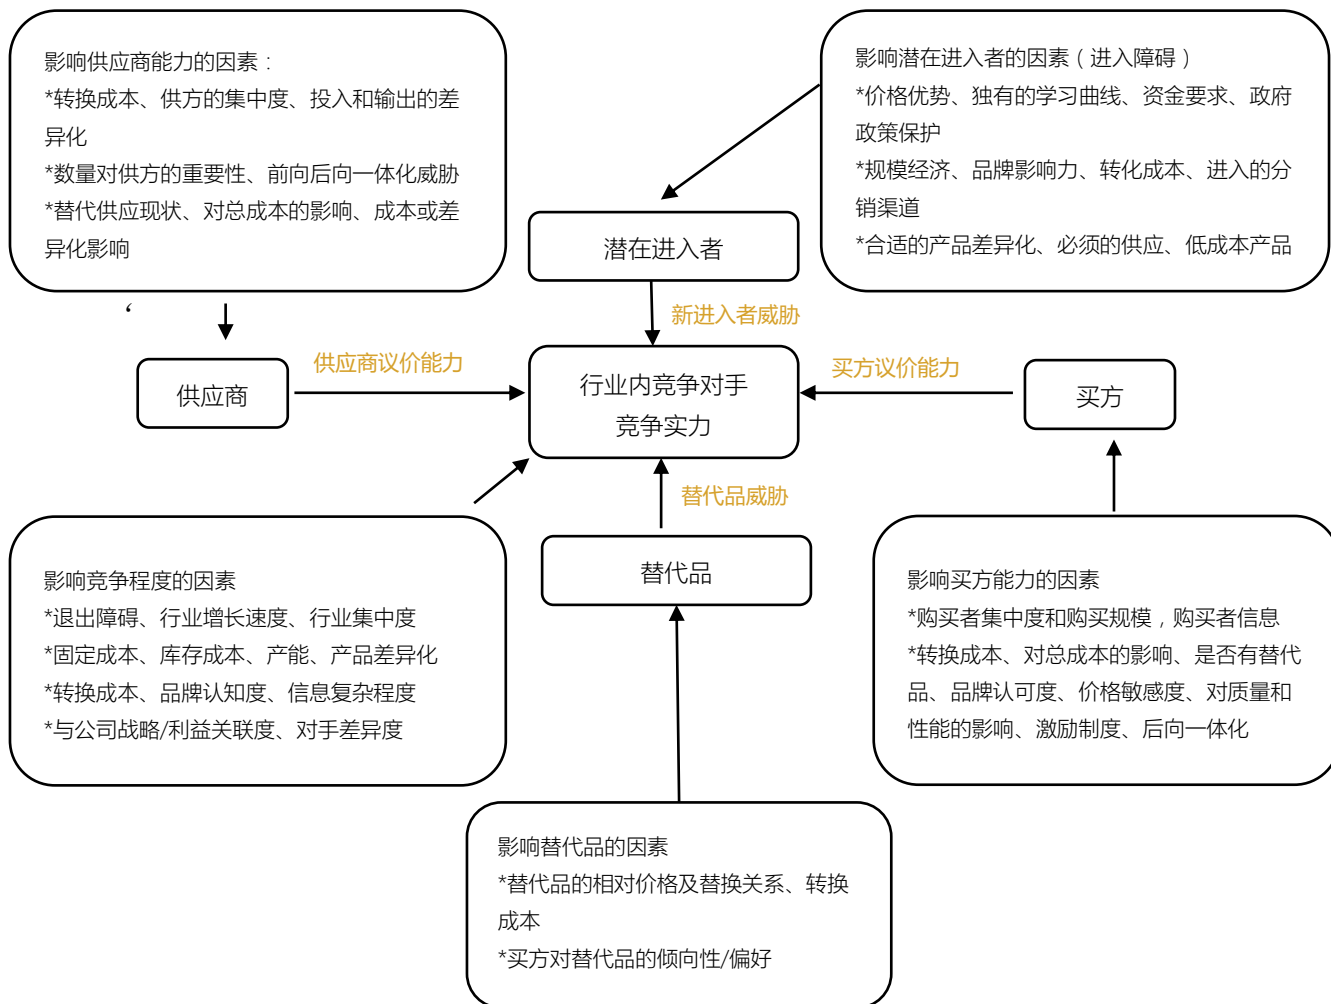 影响供应商能力的因素：
*转换成本、供方的集中度、投入和输出的差
异化
*数量对供方的重要性、前向后向一体化威胁
*替代供应现状、对总成本的影响、成本或差
异化影响
影响潜在进入者的因素（进入障碍）
*价格优势、独有的学习曲线、资金要求、政府
政策保护
*规模经济、品牌影响力、转化成本、进入的分
销渠道
*合适的产品差异化、必须的供应、低成本产品
潜在进入者
‘
新进入者威胁
供应商
供应商议价能力
行业内竞争对手
竞争实力
买方议价能力
买方
替代品威胁
替代品
影响竞争程度的因素
*退出障碍、行业增长速度、行业集中度
*固定成本、库存成本、产能、产品差异化
*转换成本、品牌认知度、信息复杂程度
*与公司战略/利益关联度、对手差异度
影响买方能力的因素
*购买者集中度和购买规模，购买者信息
*转换成本、对总成本的影响、是否有替代
品、品牌认可度、价格敏感度、对质量和
性能的影响、激励制度、后向一体化
影响替代品的因素
*替代品的相对价格及替换关系、转换
成本
*买方对替代品的倾向性/偏好